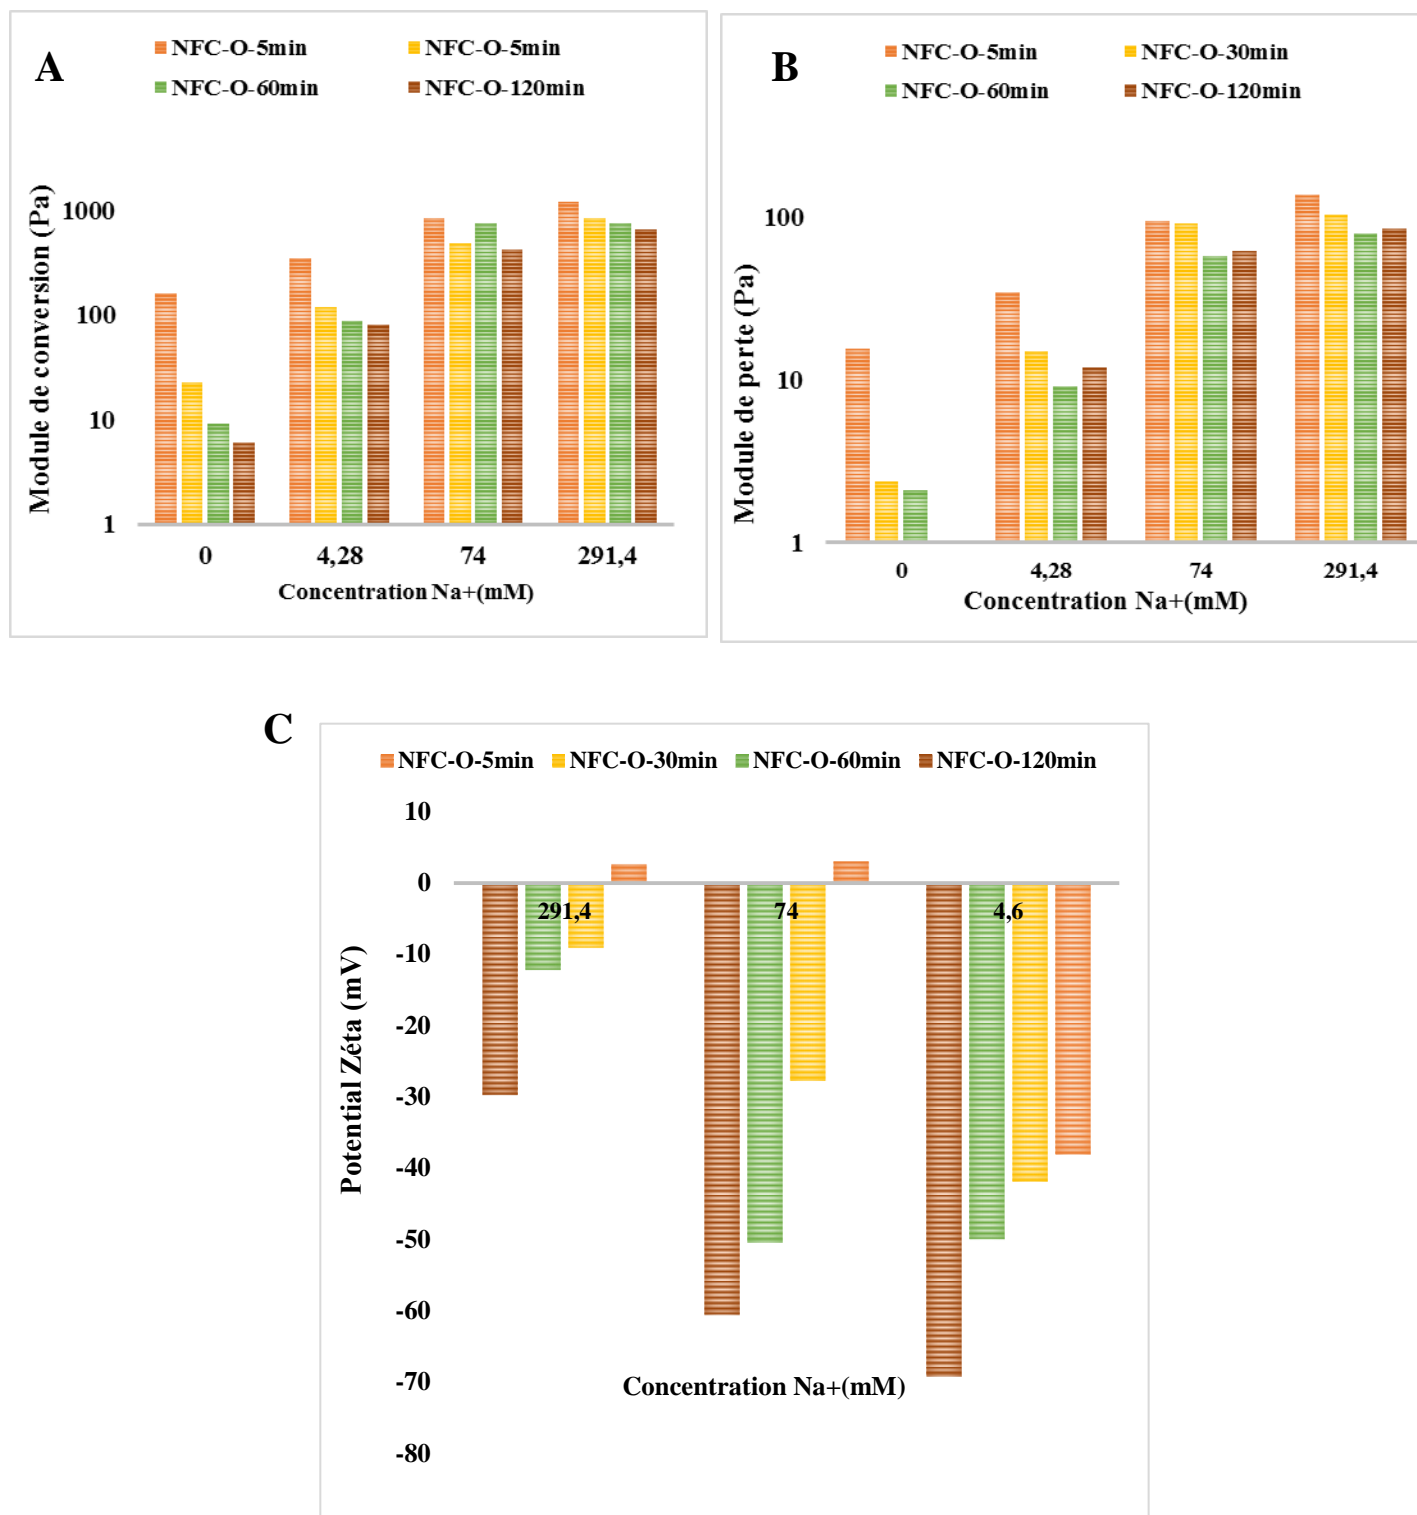 A
NFC-O-5min NFC-O-5min
NFC-O-60min NFC-O-120min
Module de conversion (Pa)
1000
100
10
1
0 4,28 74 291,4
Concentration Na+(mM)
B
NFC-O-5min NFC-O-30min
NFC-O-60min NFC-O-120min
Module de perte (Pa)
100
10
1
0 4,28 74 291,4
Concentration Na+(mM)
C
NFC-O-5min NFC-O-30min NFC-O-60min NFC-O-120min
Potential Zéta (mV)
10
0
-10
-20
-30
-40
-50
-60
-70
-80
291,4 74 4,6
Concentration Na+(mM)